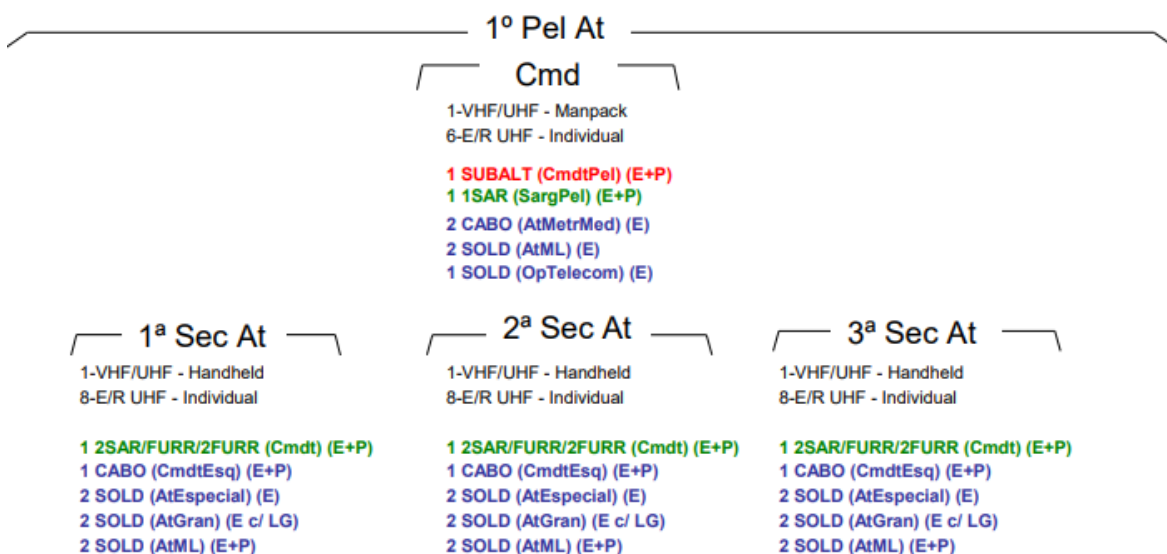 1º Pel At
Cmd
1-VHF/UHF - Manpack
6-E/R UHF - Individual
1 SUBALT (CmdtPel) (E+P)
1 1SAR (SargPel) (E+P)
2 CABO (AtMetrMed) (E)
2 SOLD (AtML) (E)
1 SOLD (OpTelecom) (E)
1ª Sec At
1-VHF/UHF - Handheld
8-E/R UHF - Individual
1 2SAR/FURR/2FURR (Cmdt) (E+P)
1 CABO (CmdtEsq) (E+P)
2 SOLD (AtEspecial) (E)
2 SOLD (AtGran) (E c/ LG)
2 SOLD (AtML) (E+P)
2ª Sec At
1-VHF/UHF - Handheld
8-E/R UHF - Individual
1 2SAR/FURR/2FURR (Cmdt) (E+P)
1 CABO (CmdtEsq) (E+P)
2 SOLD (AtEspecial) (E)
2 SOLD (AtGran) (E c/ LG)
2 SOLD (AtML) (E+P)
3ª Sec At
1-VHF/UHF - Handheld
8-E/R UHF - Individual
1 2SAR/FURR/2FURR (Cmdt) (E+P)
1 CABO (CmdtEsq) (E+P)
2 SOLD (AtEspecial) (E)
2 SOLD (AtGran) (E c/ LG)
2 SOLD (AtML) (E+P)